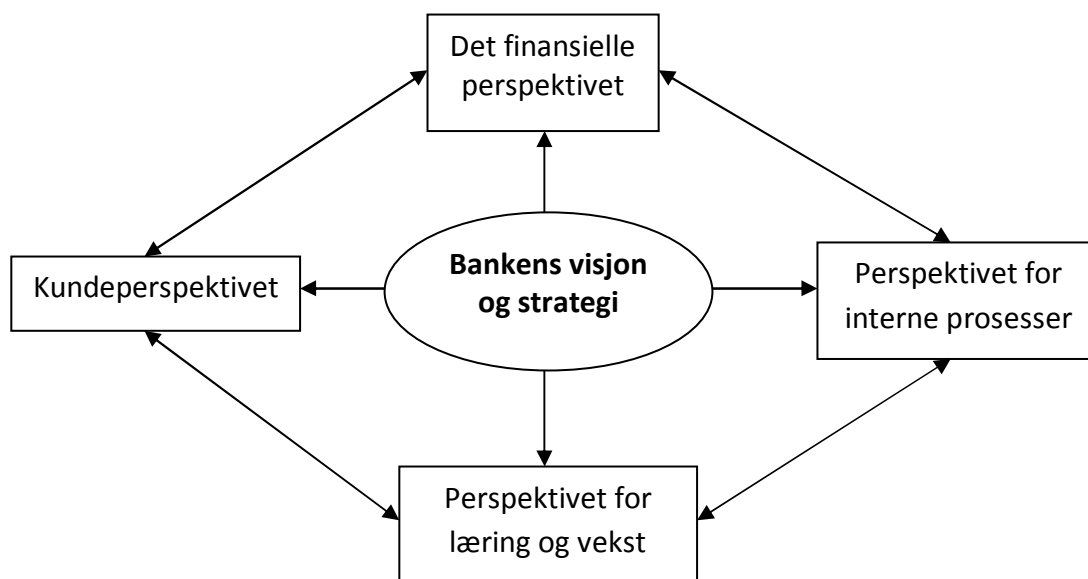 Det finansielle
perspektivet
Kundeperspektivet
Bankens visjon
og strategi
Perspektivet for
interne prosesser
Perspektivet for
læring og vekst